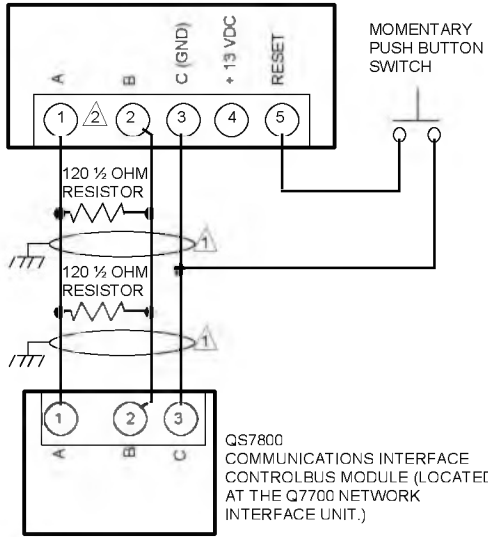 A
B
C (GND)
+ 13 VDC
RESET
MOMENTARY
PUSH BUTTON
SWITCH
1
2
2
3
4
5
120 ½ OHM
RESISTOR
1
120 ½ OHM
RESISTOR
1
1
2
3
A
B
C
QS7800
COMMUNICATIONS INTERFACE
CONTROLBUS MODULE (LOCATED
AT THE Q7700 NETWORK
INTERFACE UNIT.)